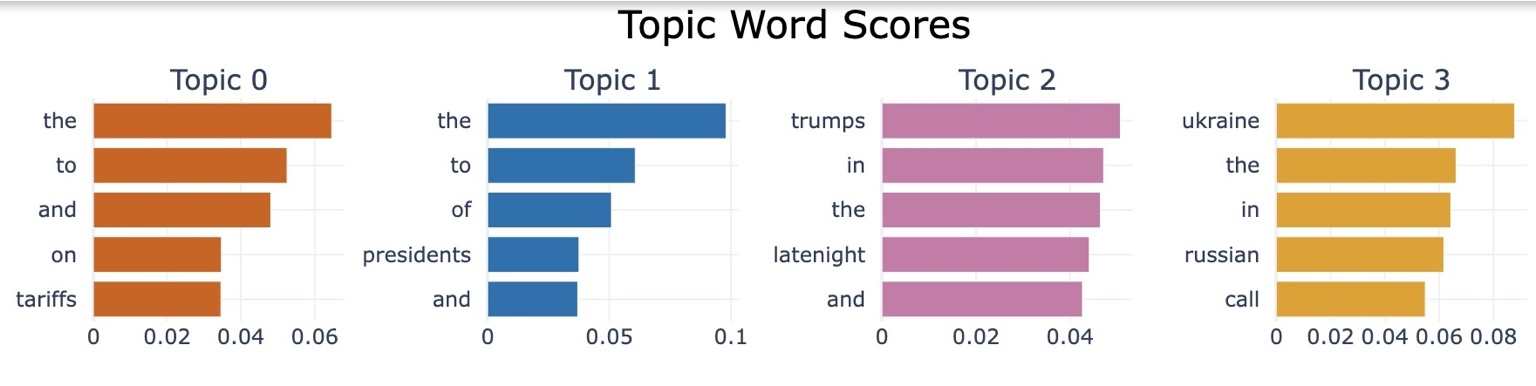 Topic Word Scores
Topic 0
the
to
and
on
tariffs
0 0.02 0.04 0.06
Topic 1
the
to
of
presidents
and
0 0.05 0.1
Topic 2
trumps
in
the
latenight
and
0 0.02 0.04
Topic 3
ukraine
the
in
russian
call
0 0.02 0.04 0.06 0.08